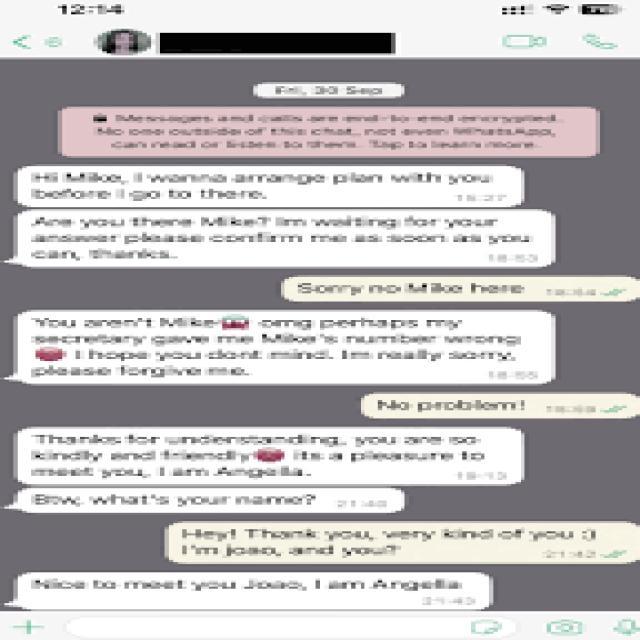 12:14
Fri, 30 Sep
Messages and calls are end-to-end encrypted.
No one outside of this chat, not even WhatsApp,
can read or listen to them. Tap to learn more.
Hi Mike, I wanna arrange plan with you
before I go to there.
18:27
Are you there Mike? Im waiting for your
answer please confirm me as soon as you
can, thanks.
18:53
Sorry no Mike here
18:54
You aren't Mike omg perhaps my
secretary gave me Mike's number wrong
I hope you dont mind. Im really sorry,
please forgive me.
18:55
No problem!
Thanks for understanding, you are so
kindly and friendly its a pleasure to
meet you, I am Angella.
19:13
Btw, what's your name?
21:40
Hey! Thank you, very kind of you :)
I'm joao, and you?
21:42
Nice to meet you Joao, I am Angella
21:43